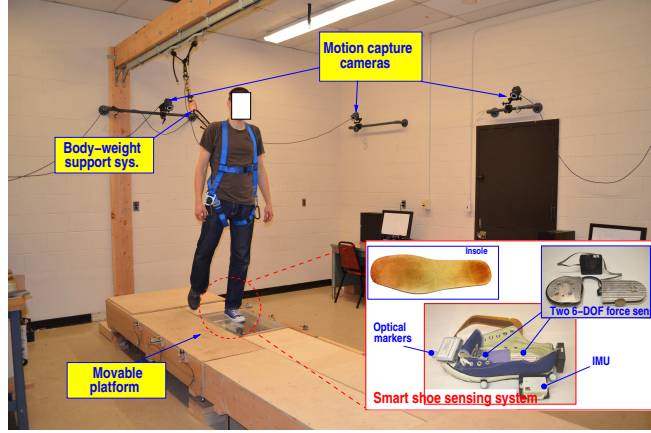 Motion capture
cameras
Body-weight
support sys.
Insole
Two 6-DOF force sen
Optical
markers
IMU
Movable
platform
Smart shoe sensing system